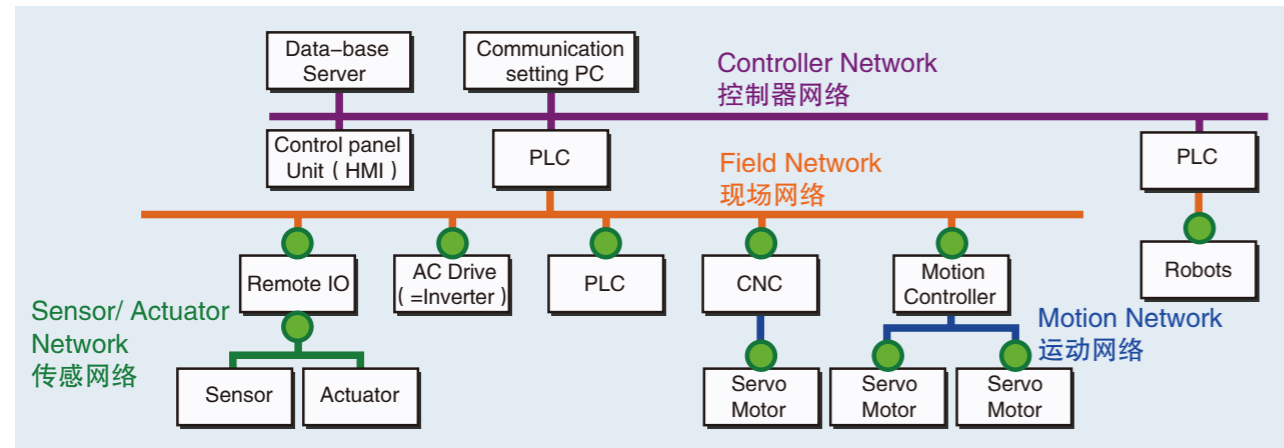 Data-base
Server
Communication
setting PC
Controller Network
控制器网络
Control panel
Unit ( HMI )
PLC
PLC
Field Network
现场网络
Remote IO
AC Drive
( =Inverter )
PLC
CNC
Motion
Controller
Robots
Sensor/ Actuator
Network
传感网络
Motion Network
运动网络
Sensor
Actuator
Servo
Motor
Servo
Motor
Servo
Motor